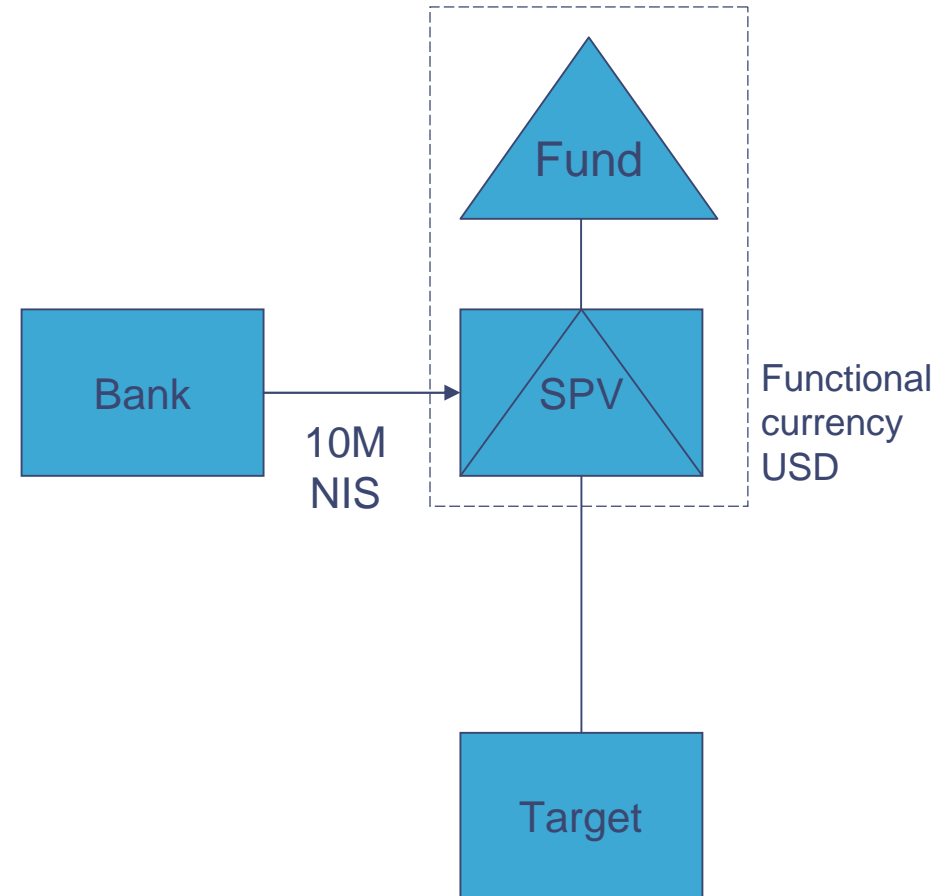 Fund
Bank
SPV
Functional
currency
USD
10M
NIS
Target